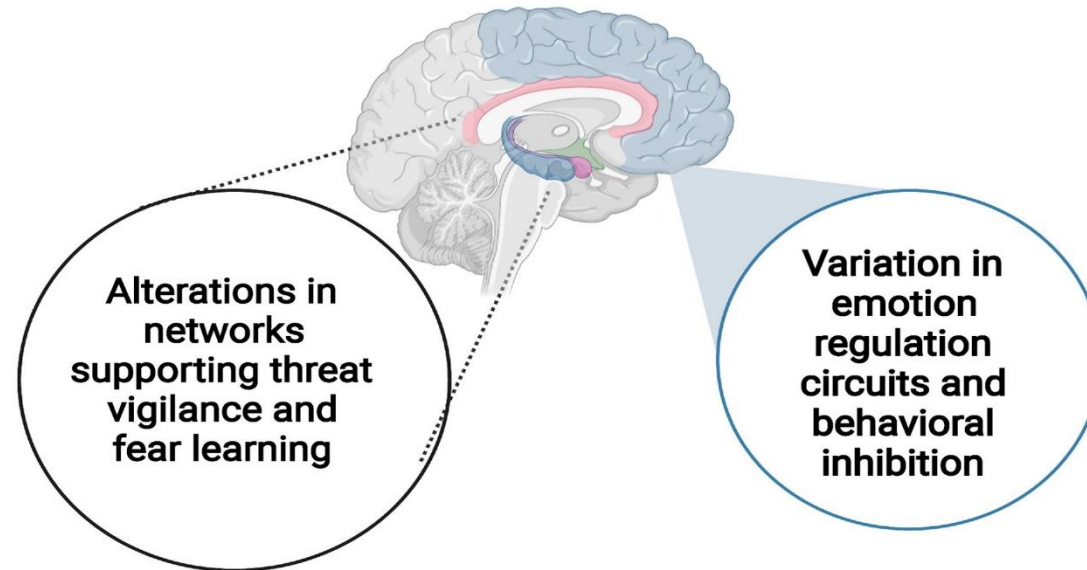 Alterations in
networks
supporting threat
vigilance and
fear learning
Variation in
emotion
regulation
circuits and
behavioral
inhibition